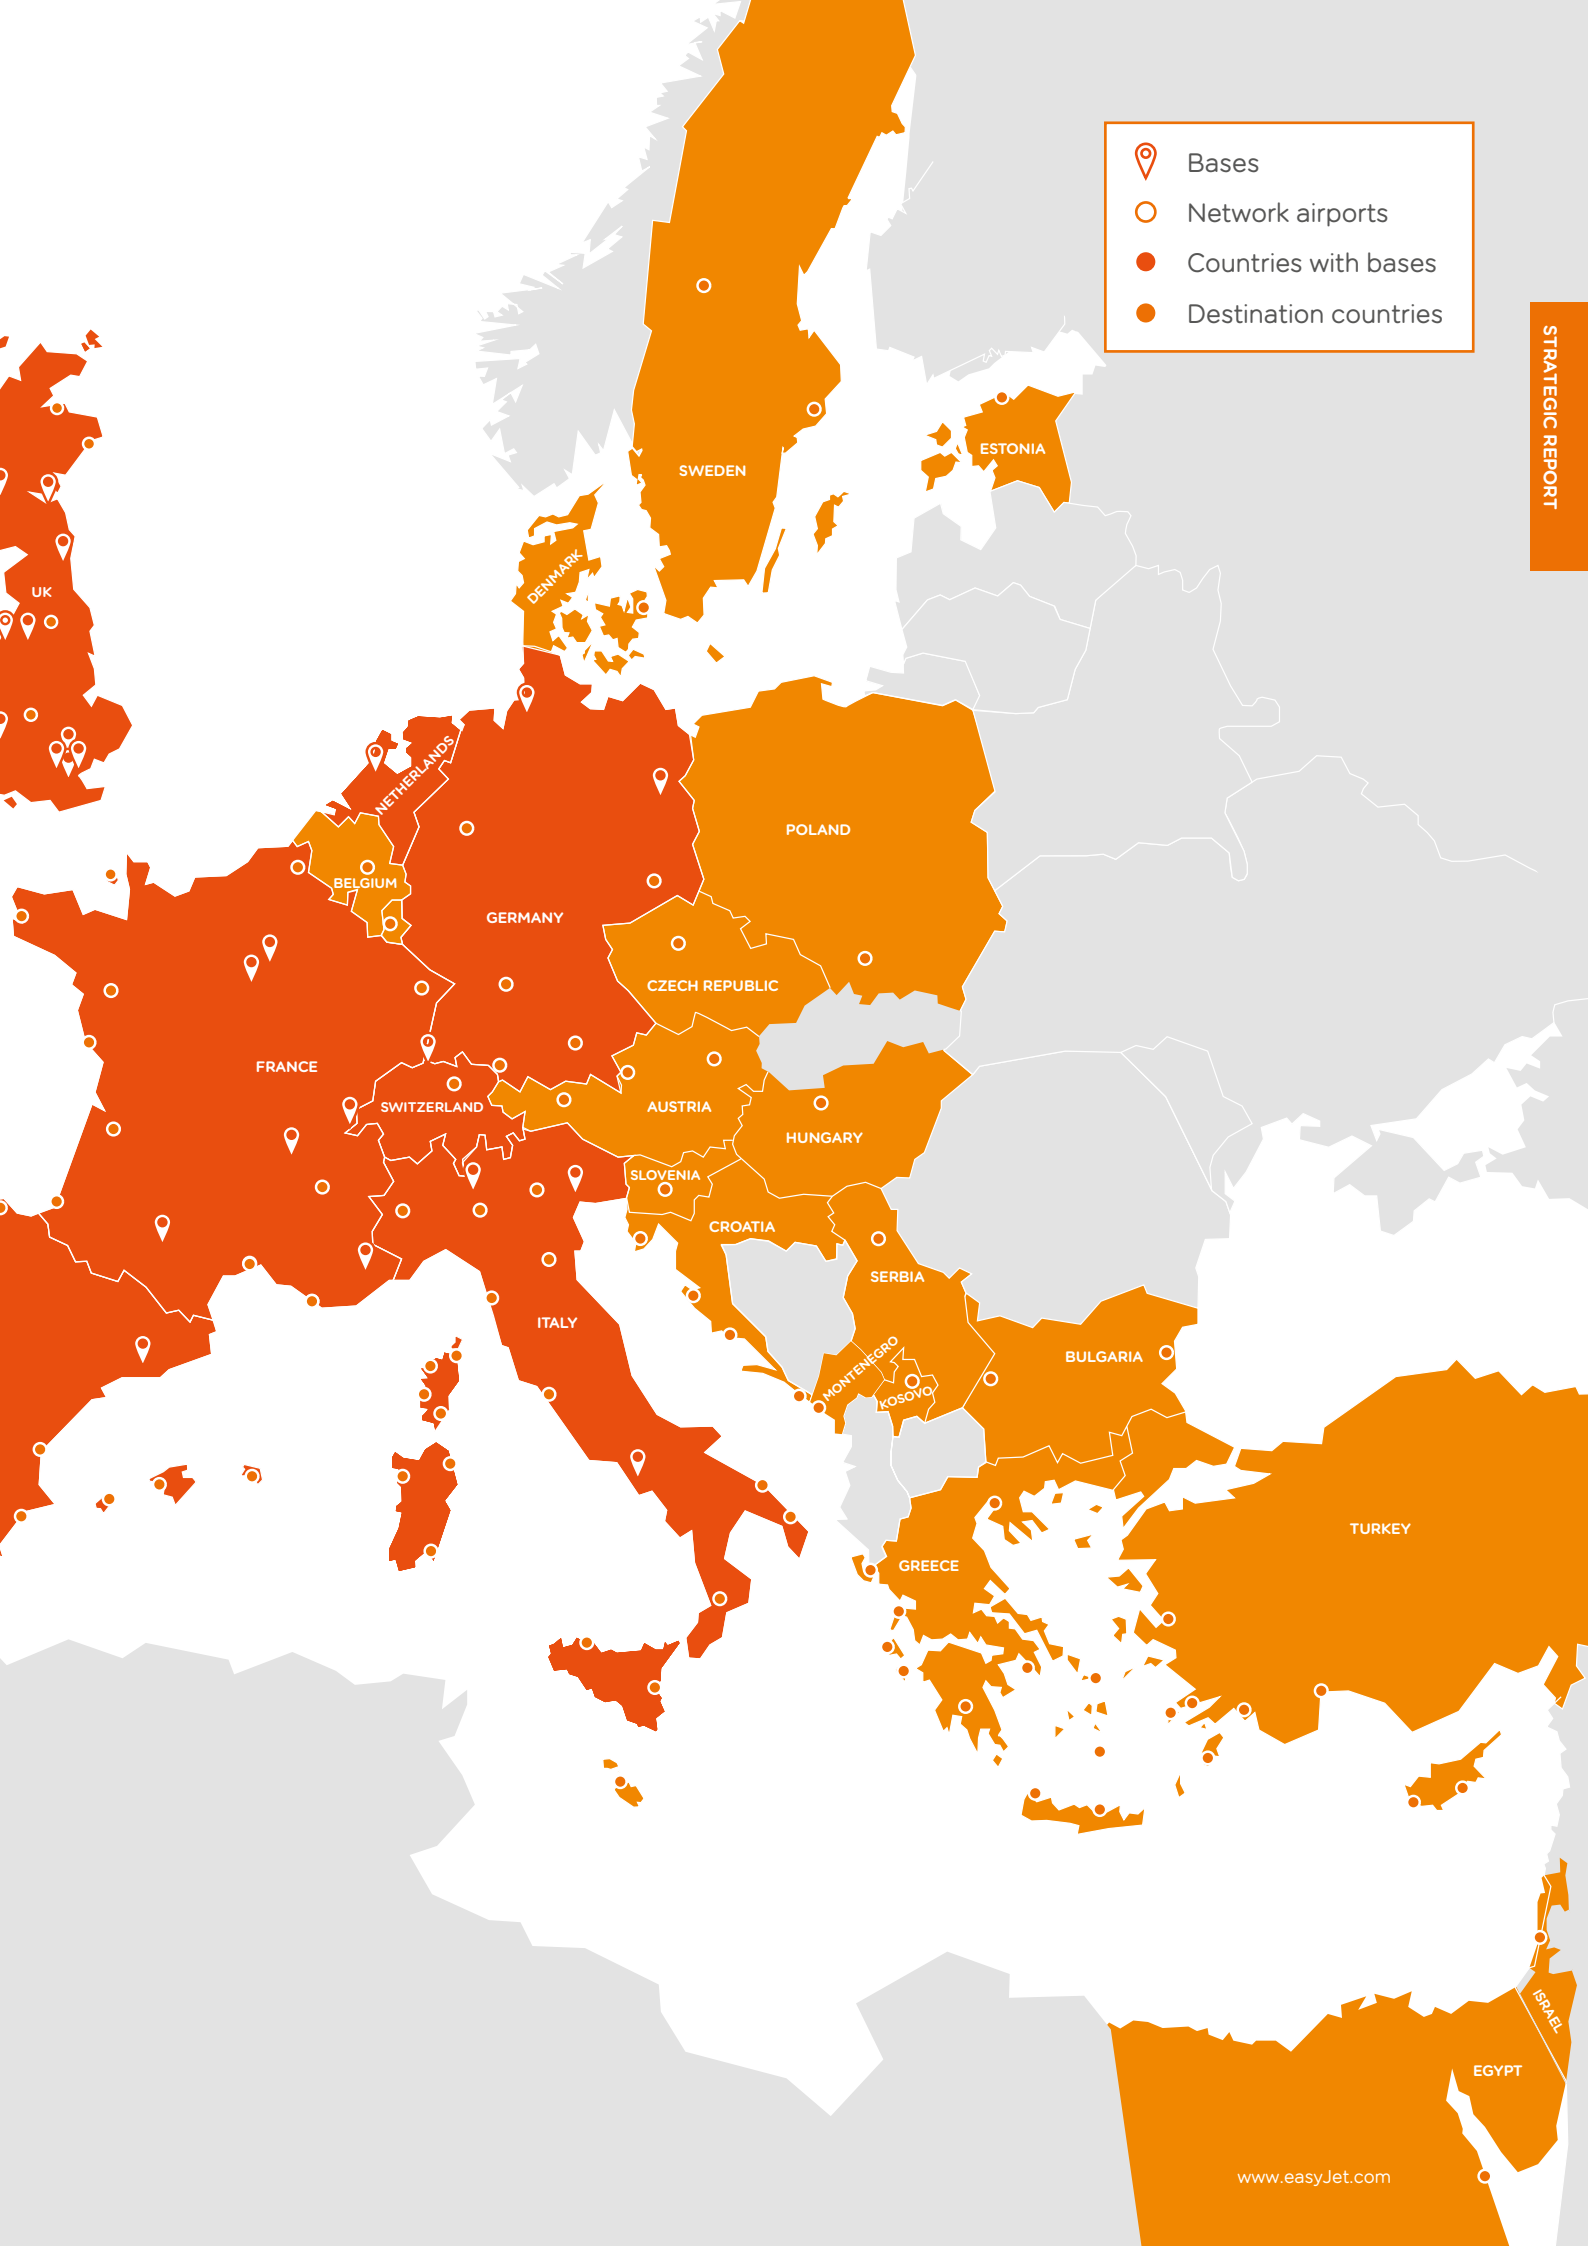 Bases
Network airports
Countries with bases
Destination countries
STRATEGIC REPORT
SWEDEN
ESTONIA
DENMARK
UK
NETHERLANDS
POLAND
BELGIUM
GERMANY
CZECH REPUBLIC
FRANCE
SWITZERLAND
AUSTRIA
HUNGARY
SLOVENIA
CROATIA
SERBIA
ITALY
MONTENEGRO
BULGARIA
KOSOVO
TURKEY
GREECE
ISRAEL
EGYPT
www.easyJet.com